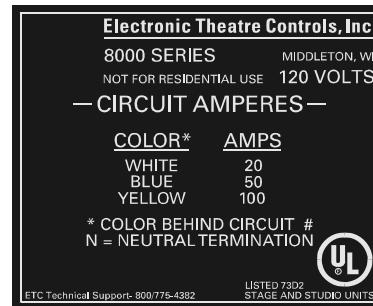 Electronic Theatre Controls, Inc
8000 SERIES MIDDLETON, WI
NOT FOR RESIDENTIAL USE 120 VOLTS
— CIRCUIT AMPERES —
COLOR* AMPS
WHITE 20
BLUE 50
YELLOW 100
* COLOR BEHIND CIRCUIT #
N = NEUTRAL TERMINATION
UL
®
LISTED 73D2
ETC Technical Support- 800/775-4382 STAGE AND STUDIO UNITS